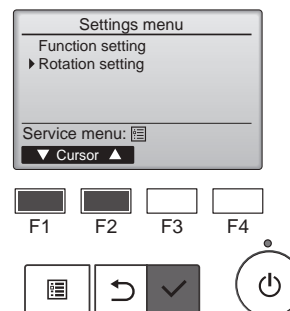 Settings menu
Function setting
Rotation setting
Service menu:
▼ Cursor ▲
F1 F2 F3 F4